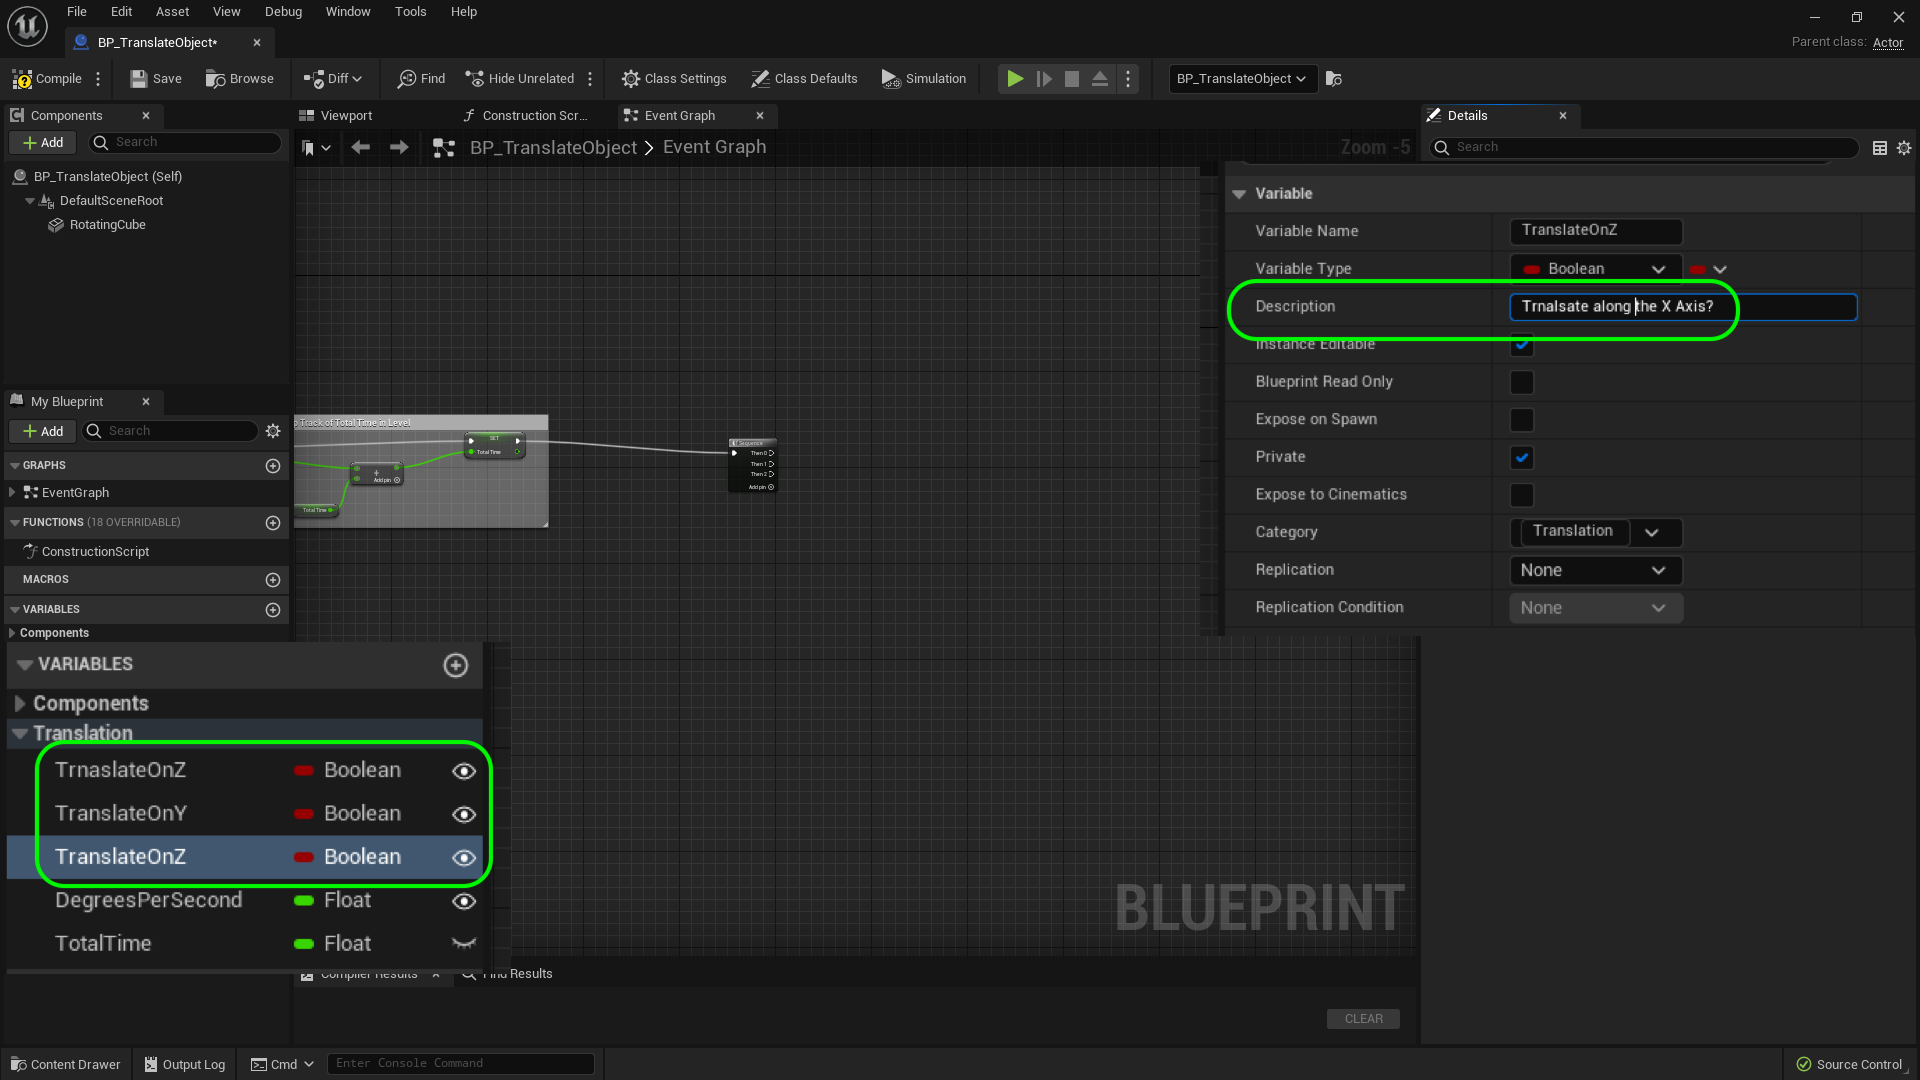 File Edit Asset View Debug Window Tools Help
BP_TranslateObject*
Parent class: Actor
Compile Save Browse Diff Find Hide Unrelated Class Settings Class Defaults Simulation BP_TranslateObject
Components
Viewport Construction Scr... Event Graph
Details
Add Search
BP_TranslateObject > Event Graph
Zoom -5
Search
BP_TranslateObject (Self)
DefaultSceneRoot
RotatingCube
Variable
Variable Name TranslateOnZ
Variable Type Boolean
Description Trnalsate along the X Axis?
Instance Editable
Blueprint Read Only
Expose on Spawn
Private
Expose to Cinematics
Category Translation
Replication None
Replication Condition None
My Blueprint
Add Search
GRAPHS
EventGraph
FUNCTIONS (18 OVERRIDABLE)
ConstructionScript
MACROS
VARIABLES
Components
Track of Total Time in Level
SET
Total Time
+
Add pin
Total Time
Sequence
Then 0
Then 1
Then 2
Add pin
VARIABLES
Components
Translation
TrnaslateOnZ Boolean
TranslateOnY Boolean
TranslateOnZ Boolean
DegreesPerSecond Float
TotalTime Float
BLUEPRINT
Compiler Results Find Results
CLEAR
Content Drawer Output Log Cmd Enter Console Command Source Control